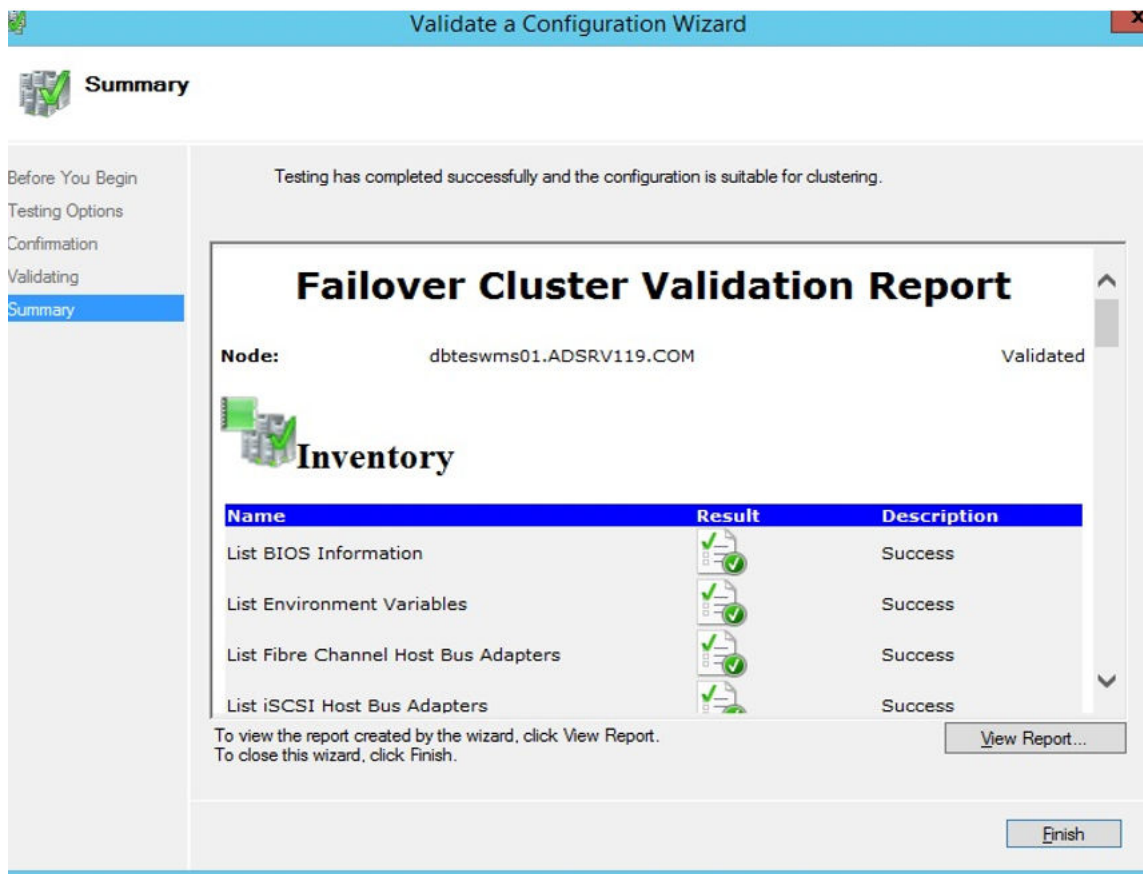 Validate a Configuration Wizard
x
Summary
Before You Begin
Testing Options
Confirmation
Validating
Summary
Testing has completed successfully and the configuration is suitable for clustering.
Failover Cluster Validation Report
Node: dbteswms01.ADSRV119.COM Validated
Inventory
Name Result Description
List BIOS Information Success
List Environment Variables Success
List Fibre Channel Host Bus Adapters Success
List iSCSI Host Bus Adapters Success
To view the report created by the wizard, click View Report.
To close this wizard, click Finish.
View Report...
Finish